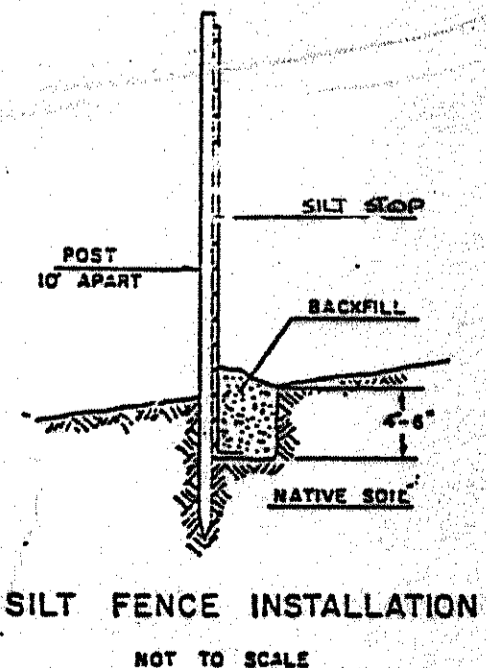 SILT STOP
POST
10' APART
BACKFILL
4"-6"
NATIVE SOIL
SILT FENCE INSTALLATION
NOT TO SCALE